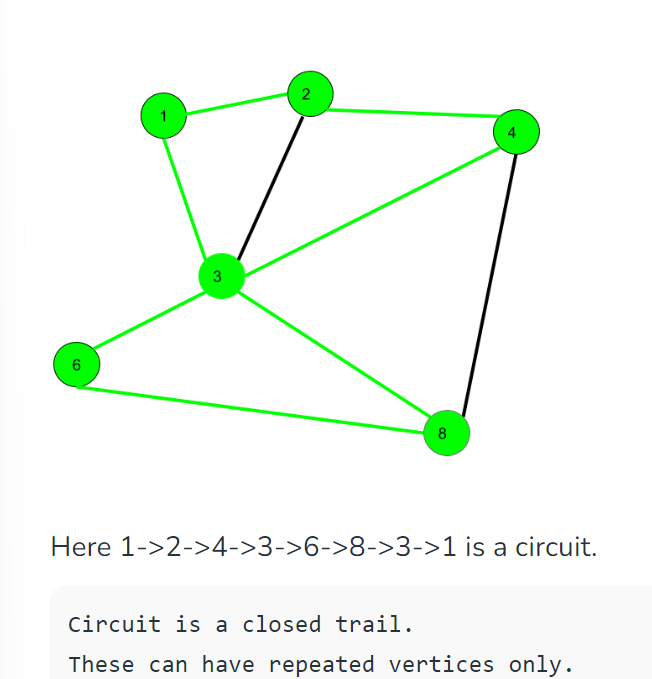 1
2
4
3
6
8
Here 1->2->4->3->6->8->3->1 is a circuit.
Circuit is a closed trail.
These can have repeated vertices only.